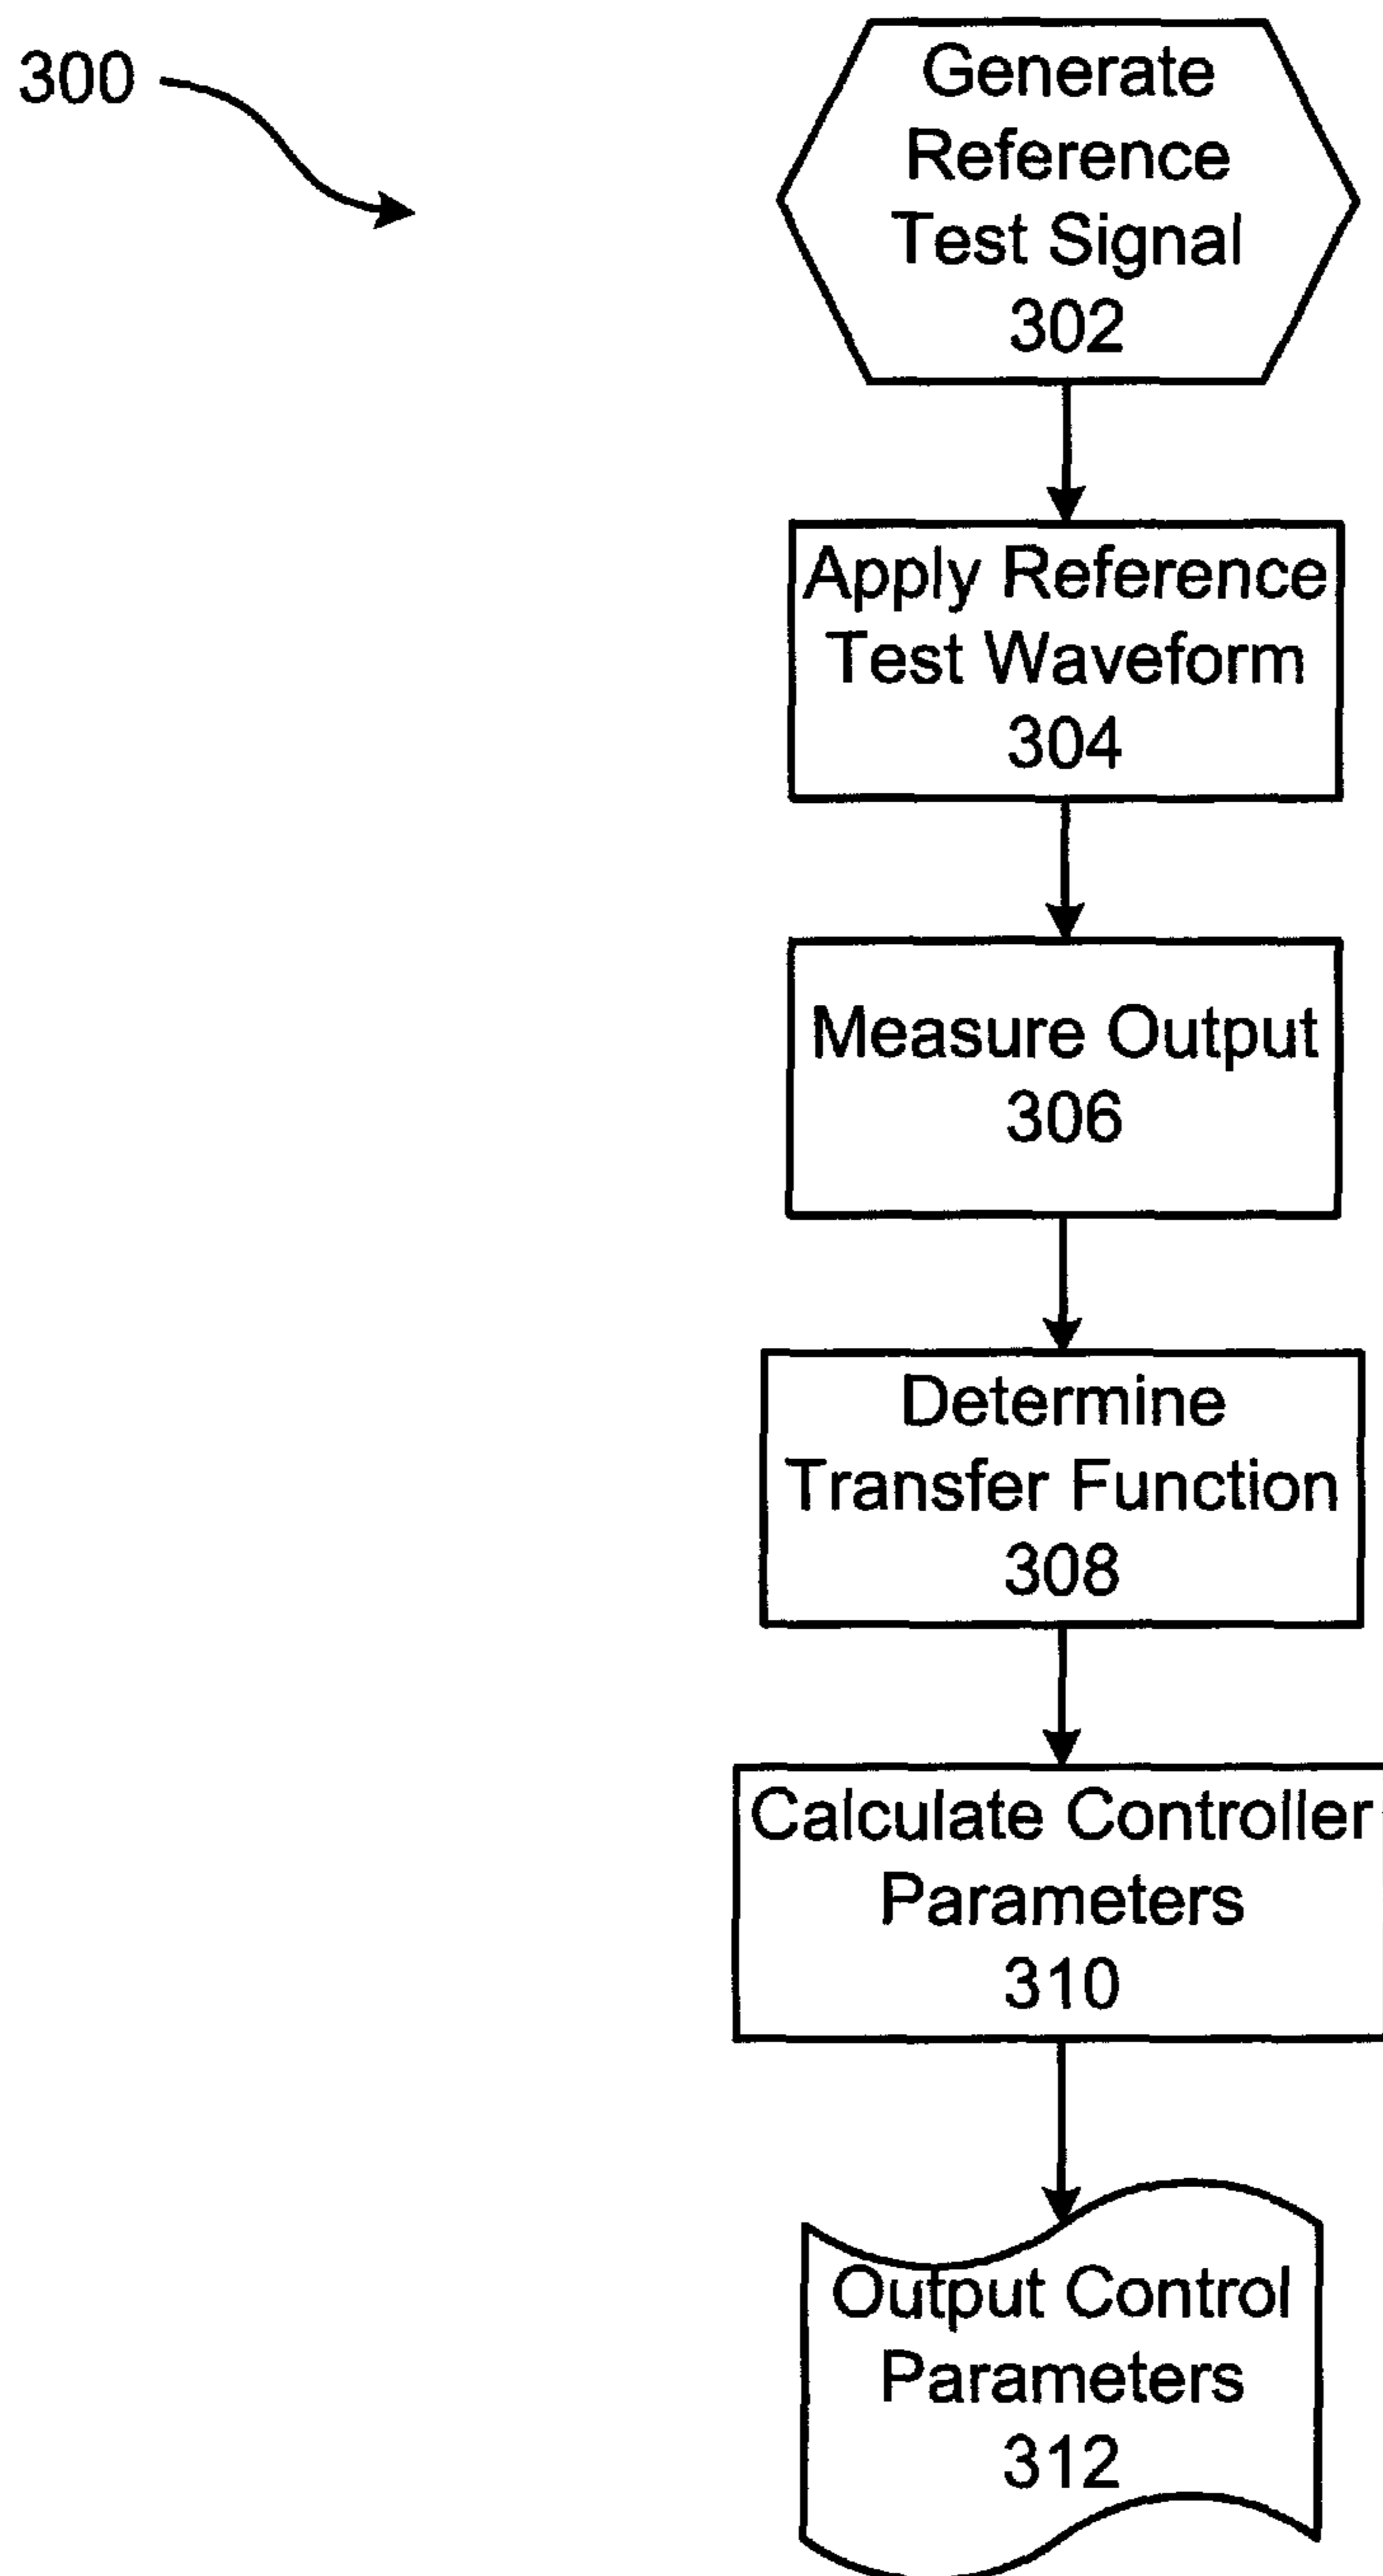 300
Generate
Reference
Test Signal
302
Apply Reference
Test Waveform
304
Measure Output
306
Determine
Transfer Function
308
Calculate Controller
Parameters
310
Output Control
Parameters
312